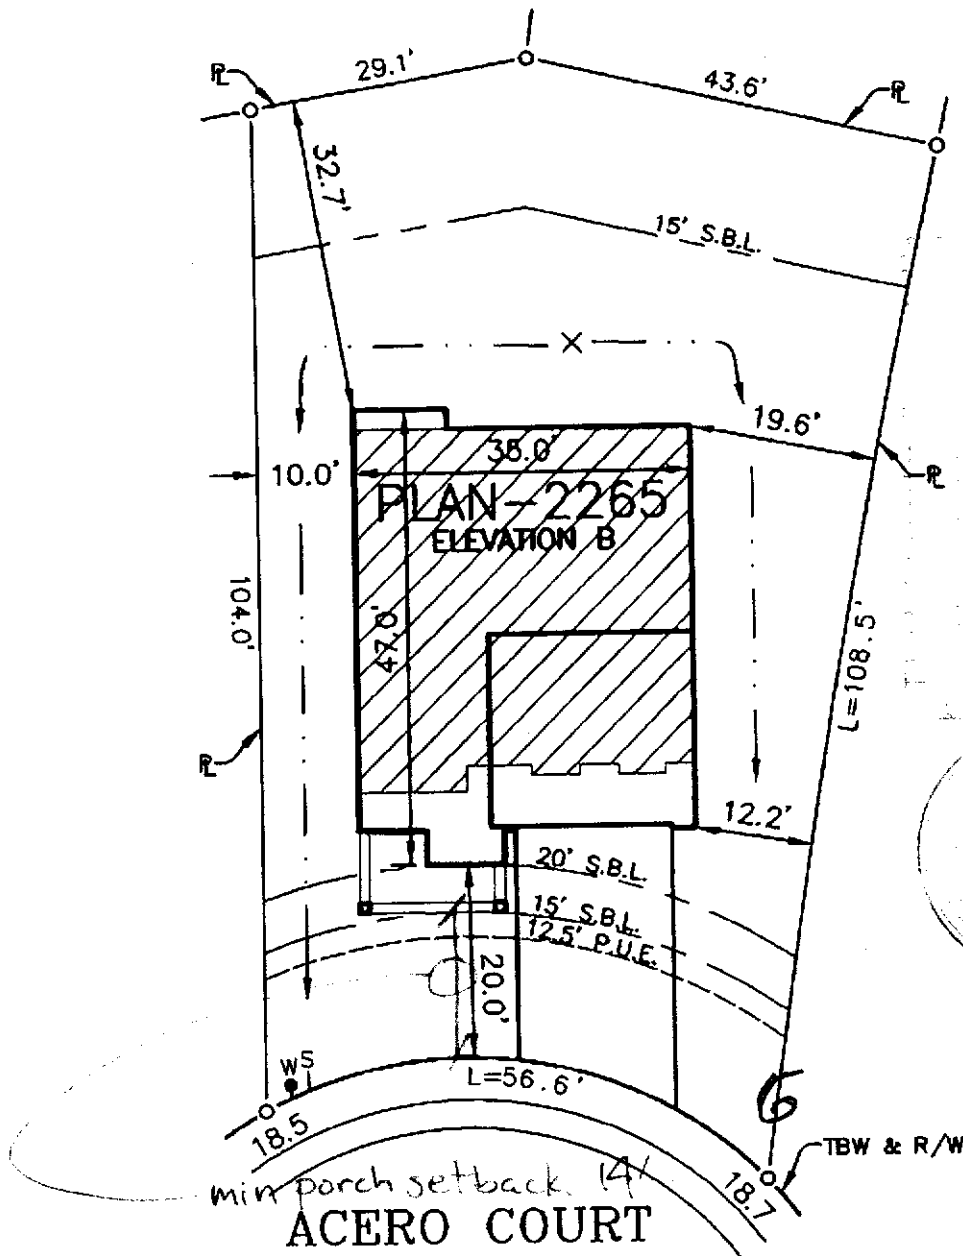 29.1'
43.6'
PL
PL
32.7'
15' S.B.L.
19.6'
10.0'
38.0'
PL
PLAN-2265
ELEVATION B
104.0'
47.0'
L=108.5'
PL
12.2'
20' S.B.L.
15' S.B.L.
12.5' P.U.E.
20.0'
W S
L=56.6'
6
18.5
TBW & R/W
18.7
min porch setback 14'
ACERO COURT